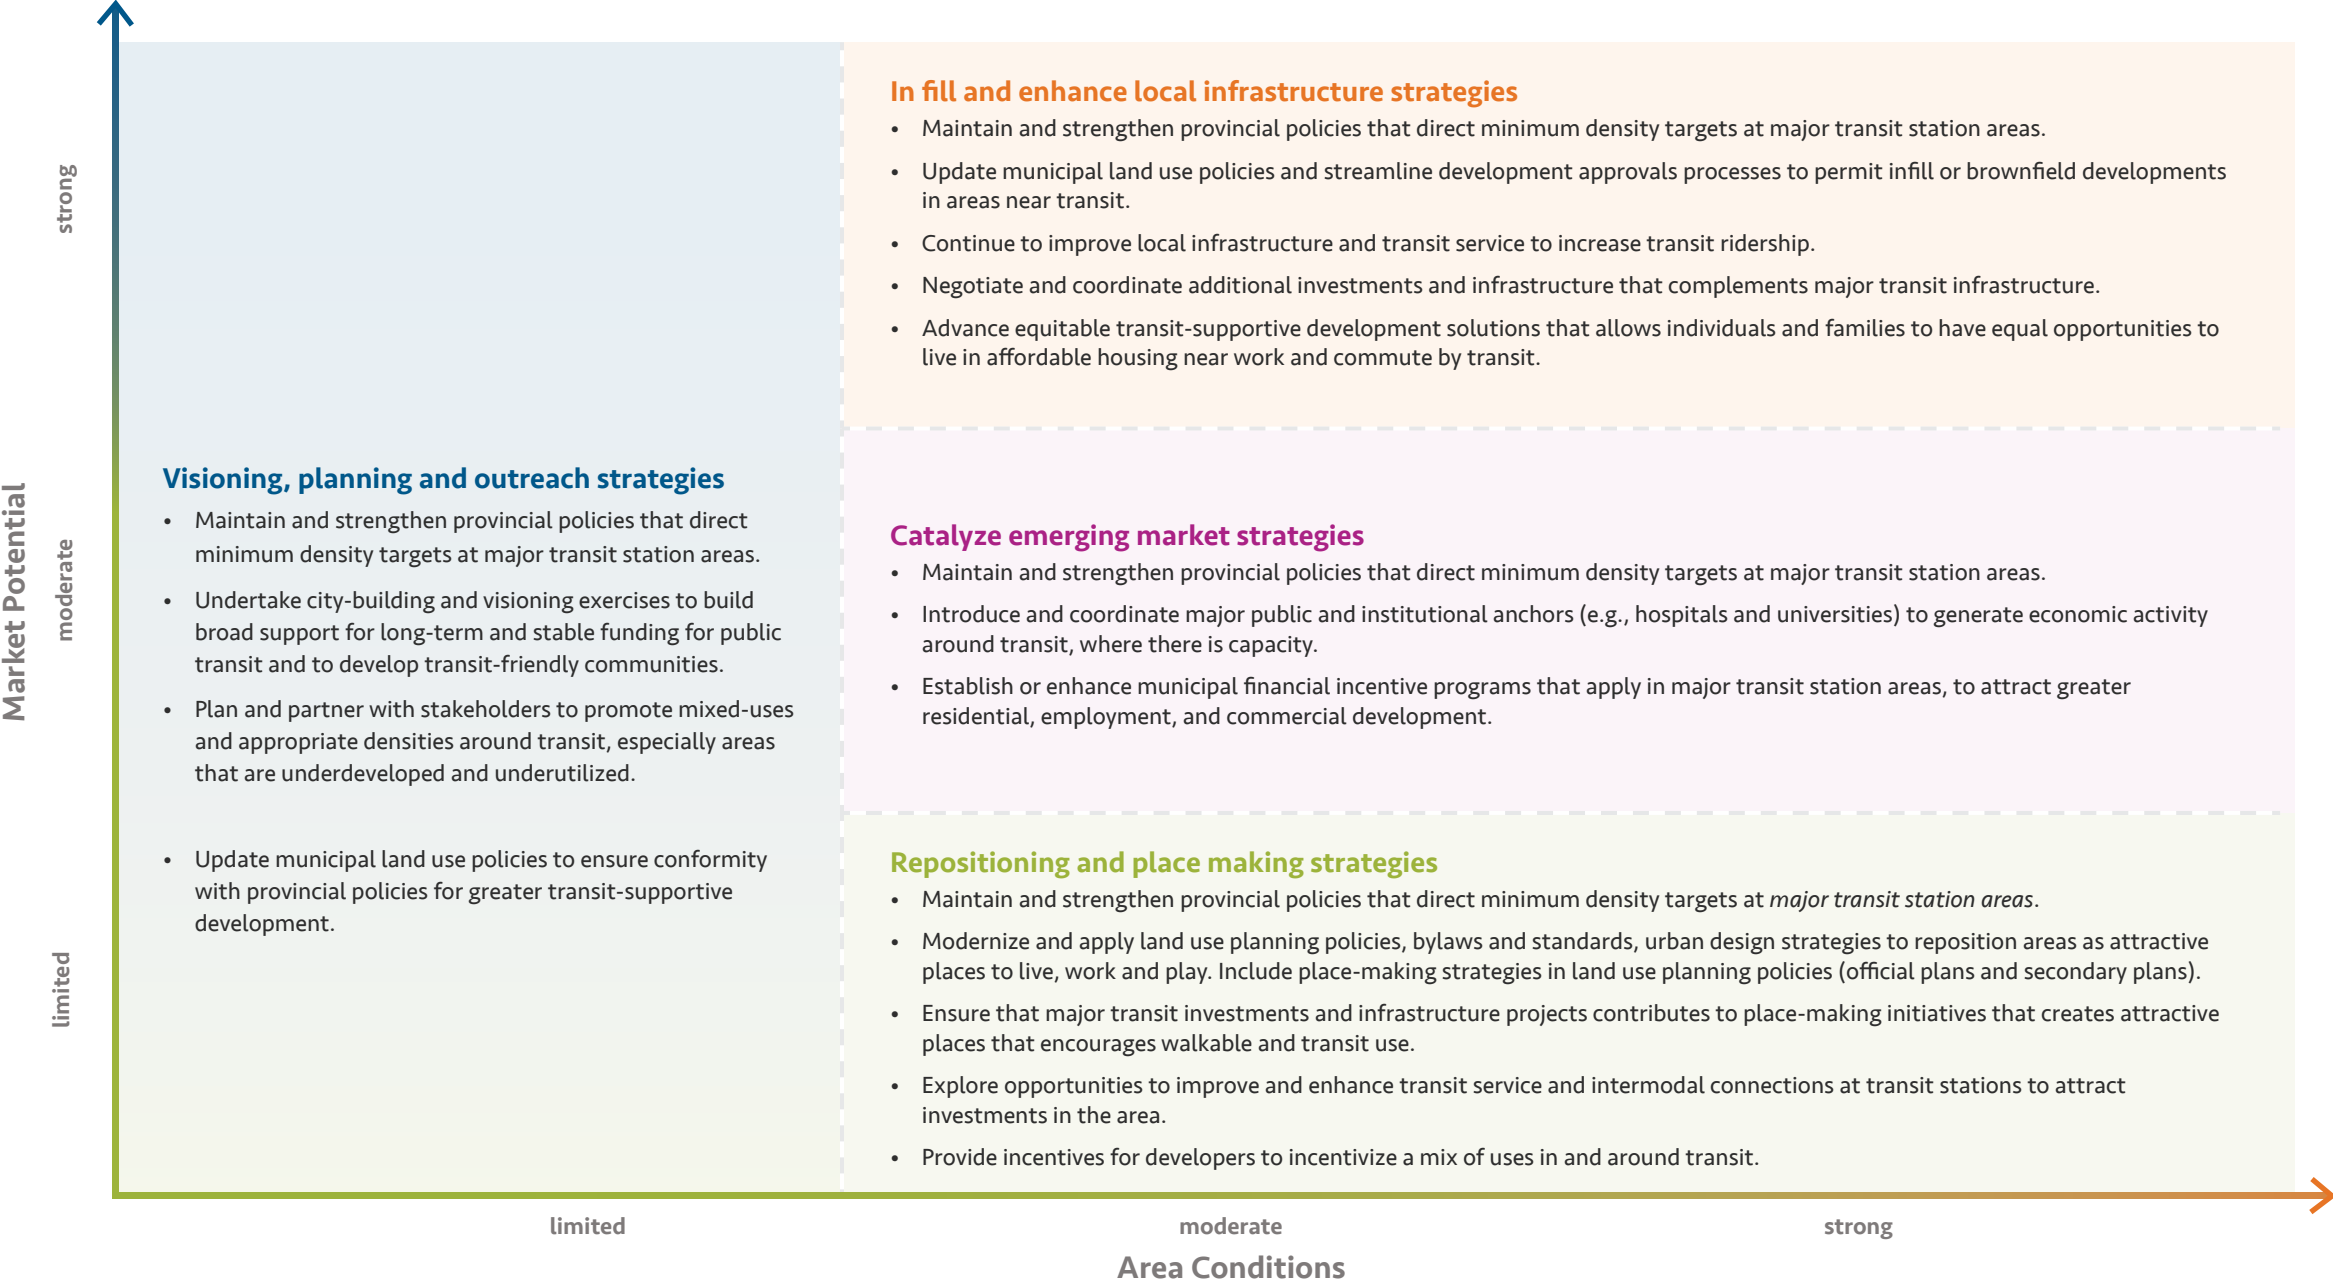 Market Potential
strong
moderate
limited
Visioning, planning and outreach strategies
• Maintain and strengthen provincial policies that direct
minimum density targets at major transit station areas.
• Undertake city-building and visioning exercises to build
broad support for long-term and stable funding for public
transit and to develop transit-friendly communities.
• Plan and partner with stakeholders to promote mixed-uses
and appropriate densities around transit, especially areas
that are underdeveloped and underutilized.
• Update municipal land use policies to ensure conformity
with provincial policies for greater transit-supportive
development.
In fill and enhance local infrastructure strategies
• Maintain and strengthen provincial policies that direct minimum density targets at major transit station areas.
• Update municipal land use policies and streamline development approvals processes to permit infill or brownfield developments
in areas near transit.
• Continue to improve local infrastructure and transit service to increase transit ridership.
• Negotiate and coordinate additional investments and infrastructure that complements major transit infrastructure.
• Advance equitable transit-supportive development solutions that allows individuals and families to have equal opportunities to
live in affordable housing near work and commute by transit.
Catalyze emerging market strategies
• Maintain and strengthen provincial policies that direct minimum density targets at major transit station areas.
• Introduce and coordinate major public and institutional anchors (e.g., hospitals and universities) to generate economic activity
around transit, where there is capacity.
• Establish or enhance municipal financial incentive programs that apply in major transit station areas, to attract greater
residential, employment, and commercial development.
Repositioning and place making strategies
• Maintain and strengthen provincial policies that direct minimum density targets at major transit station areas.
• Modernize and apply land use planning policies, bylaws and standards, urban design strategies to reposition areas as attractive
places to live, work and play. Include place-making strategies in land use planning policies (official plans and secondary plans).
• Ensure that major transit investments and infrastructure projects contributes to place-making initiatives that creates attractive
places that encourages walkable and transit use.
• Explore opportunities to improve and enhance transit service and intermodal connections at transit stations to attract
investments in the area.
• Provide incentives for developers to incentivize a mix of uses in and around transit.
limited
moderate
strong
Area Conditions